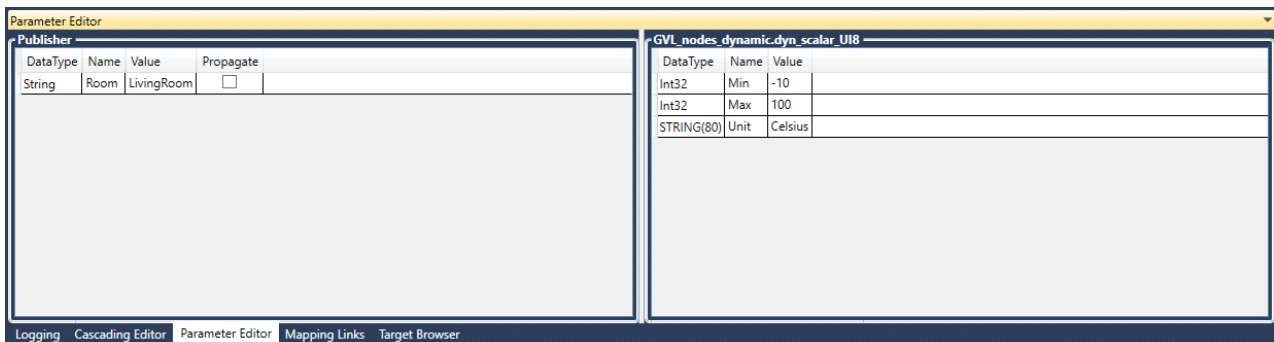 Parameter Editor
Publisher
DataType Name Value Propagate
String Room LivingRoom
GVL_nodes_dynamic.dyn_scalar_UI8
DataType Name Value
Int32 Min -10
Int32 Max 100
STRING(80) Unit Celsius
Logging Cascading Editor Parameter Editor Mapping Links Target Browser